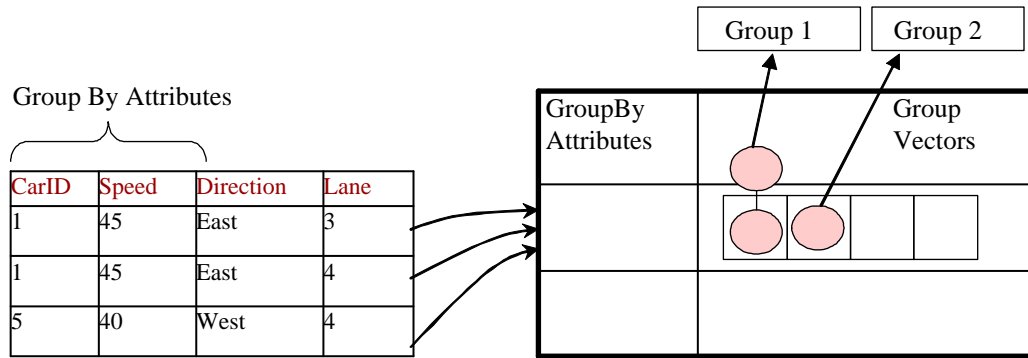 Group 1
Group 2
Group By Attributes
GroupBy
Attributes
Group
Vectors
CarID Speed Direction Lane
1 45 East 3
1 45 East 4
5 40 West 4